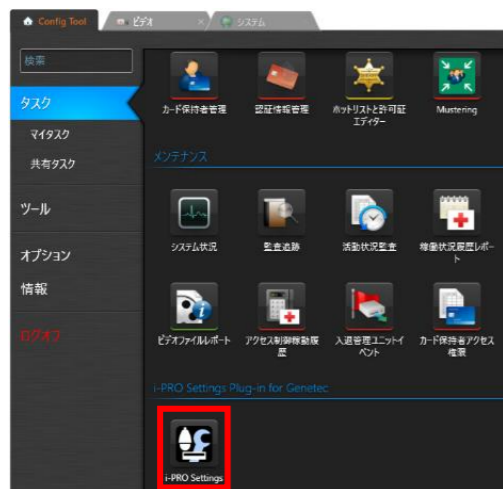 Config Tool
ビデオ
システム
検索
タスク
マイタスク
共有タスク
ツール
オプション
情報
ログオフ
カード保持者管理
認証情報管理
ホットリストと許可証
エディター
Mustering
メンテナンス
システム状況
監査追跡
活動状況監査
稼働状況履歴レポー
ト
ビデオファイルレポート
アクセス制御稼動履
歴
入退管理ユニットイ
ベント
カード保持者アクセス
権限
i-PRO Settings Plug-in for Genetec
i-PRO Settings